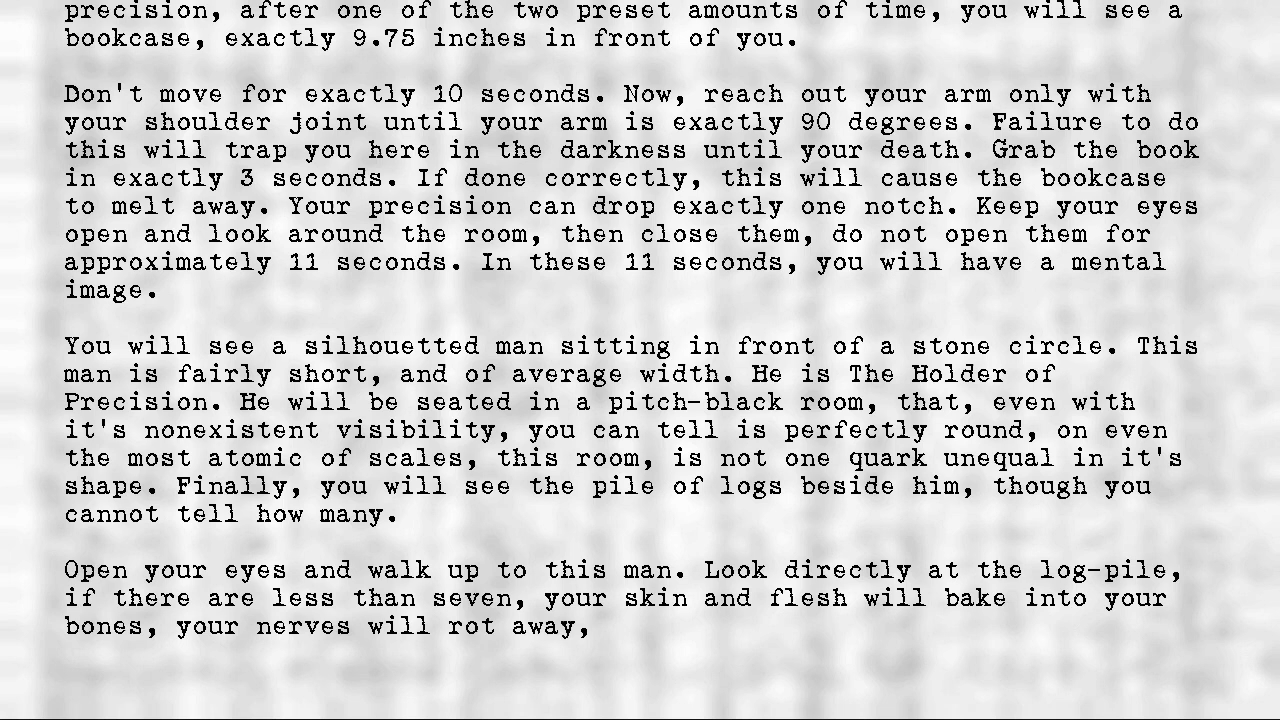 precision, after one of the two preset amounts of time, you will see a
bookcase, exactly 9.75 inches in front of you.
Don't move for exactly 10 seconds. Now, reach out your arm only with
your shoulder joint until your arm is exactly 90 degrees. Failure to do
this will trap you here in the darkness until your death. Grab the book
in exactly 3 seconds. If done correctly, this will cause the bookcase
to melt away. Your precision can drop exactly one notch. Keep your eyes
open and look around the room, then close them, do not open them for
approximately 11 seconds. In these 11 seconds, you will have a mental
image.
You will see a silhouetted man sitting in front of a stone circle. This
man is fairly short, and of average width. He is The Holder of
Precision. He will be seated in a pitch-black room, that, even with
it's nonexistent visibility, you can tell is perfectly round, on even
the most atomic of scales, this room, is not one quark unequal in it's
shape. Finally, you will see the pile of logs beside him, though you
cannot tell how many.
Open your eyes and walk up to this man. Look directly at the log-pile,
if there are less than seven, your skin and flesh will bake into your
bones, your nerves will rot away,